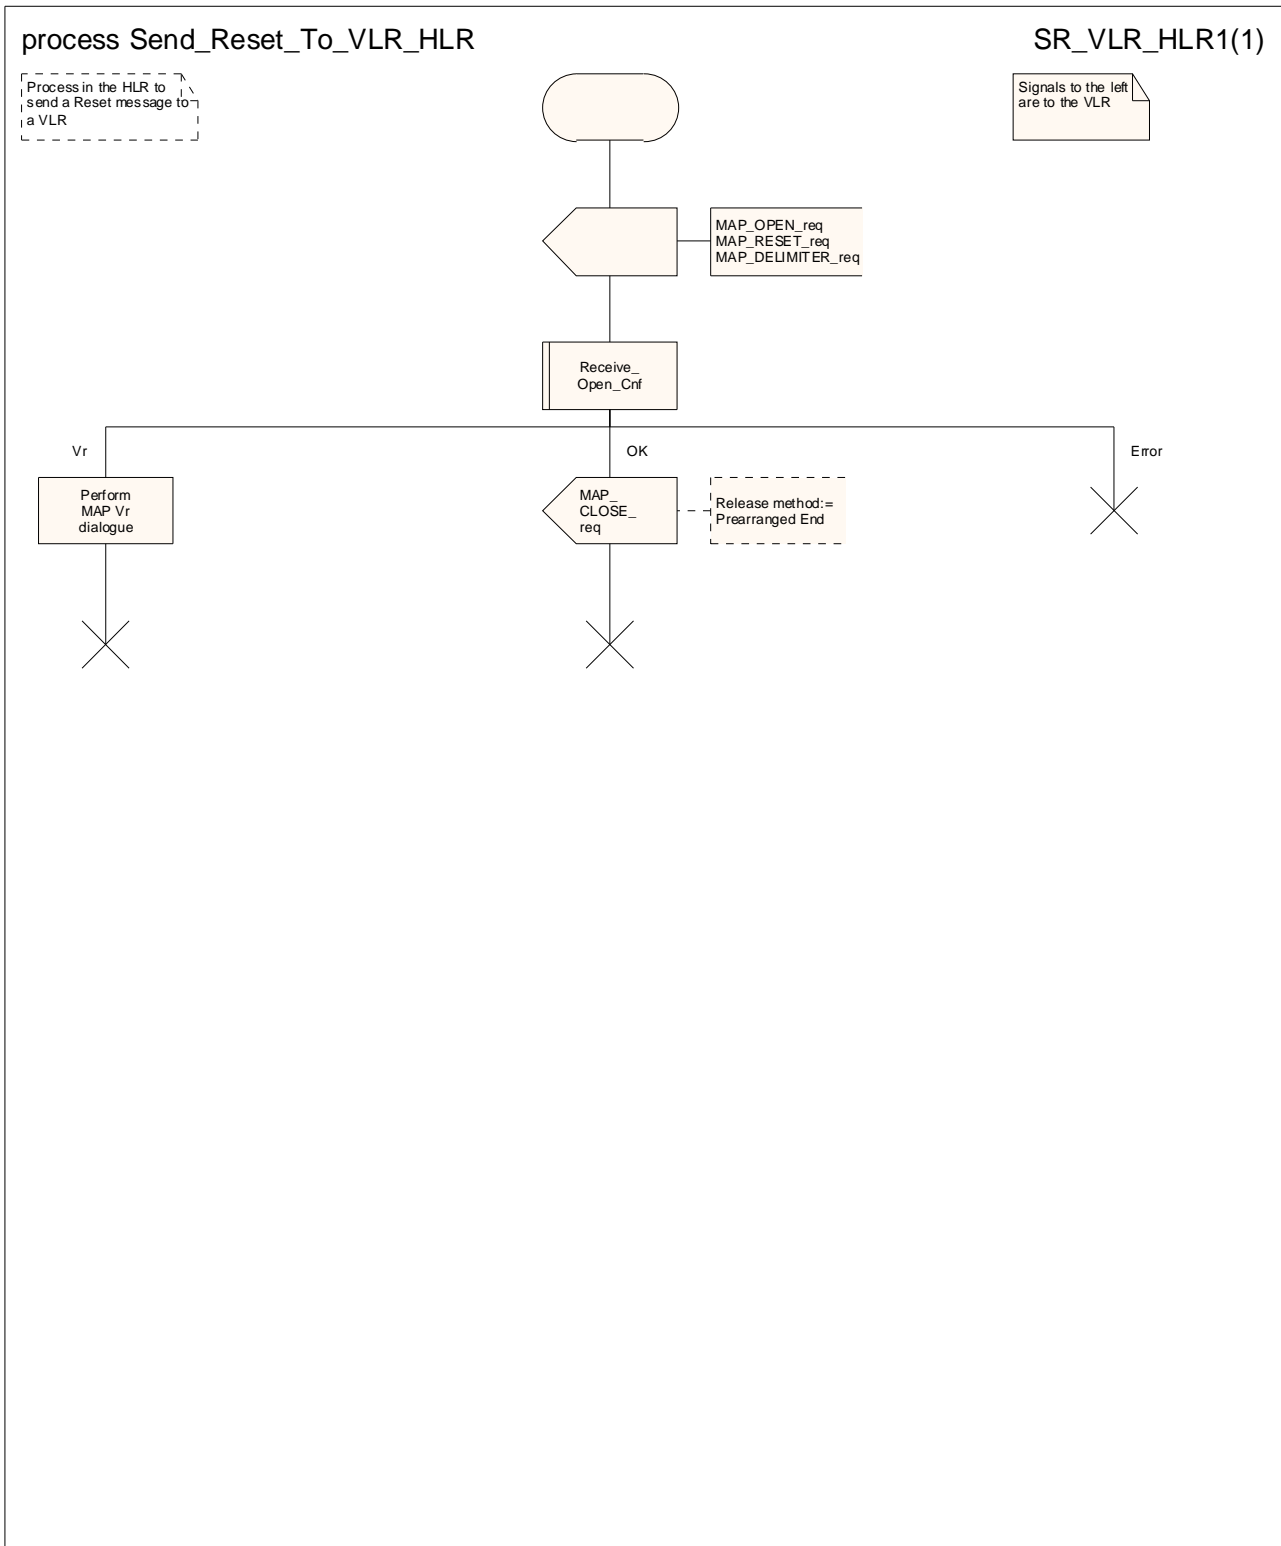 process Send_Reset_To_VLR_HLR
SR_VLR_HLR1(1)
Process in the HLR to
send a Reset message to
a VLR
Signals to the left
are to the VLR
MAP_OPEN_req
MAP_RESET_req
MAP_DELIMITER_req
Receive_
Open_Cnf
Vr
OK
Error
Perform
MAP Vr
dialogue
MAP_
CLOSE_
req
Release method:=
Prearranged End